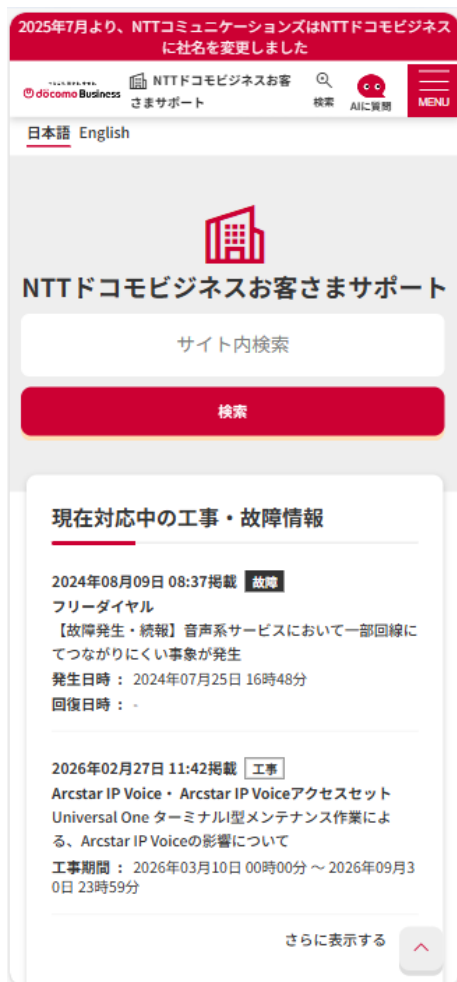 2025年7月より、NTTコミュニケーションズはNTTドコモビジネス
に社名を変更しました
döcomo Business
NTTドコモビジネスお客
さまサポート
検索
AIに質問
MENU
日本語 English
NTTドコモビジネスお客さまサポート
サイト内検索
検索
現在対応中の工事・故障情報
2024年08月09日 08:37掲載 故障
フリーダイヤル
【故障発生・続報】音声系サービスにおいて一部回線に
てつながりにくい事象が発生
発生日時 : 2024年07月25日 16時48分
回復日時 : -
2026年02月27日 11:42掲載 工事
Arcstar IP Voice・ Arcstar IP Voiceアクセスセット
Universal One ターミナルI型メンテナンス作業によ
る、Arcstar IP Voiceの影響について
工事期間 : 2026年03月10日 00時00分 ～ 2026年09月3
0日 23時59分
さらに表示する